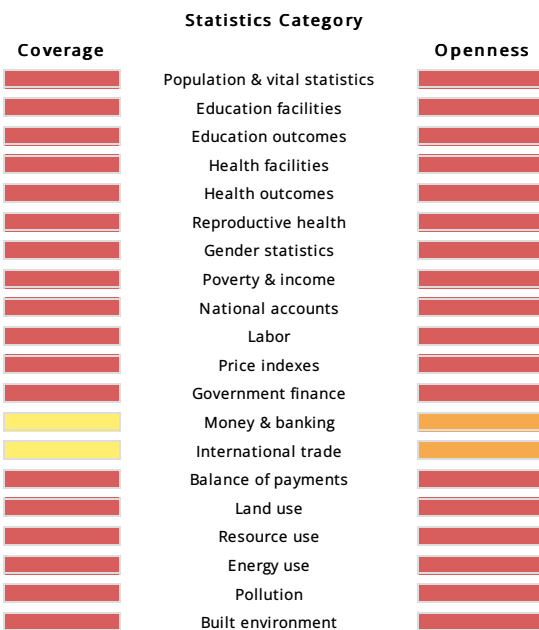 Statistics Category
Coverage Openness
Population & vital statistics
Education facilities
Education outcomes
Health facilities
Health outcomes
Reproductive health
Gender statistics
Poverty & income
National accounts
Labor
Price indexes
Government finance
Money & banking
International trade
Balance of payments
Land use
Resource use
Energy use
Pollution
Built environment